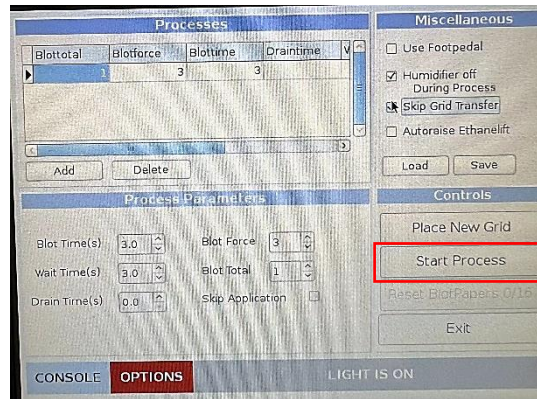 Processes
Blottotal Blotforce Blottime Draintime
1 3 3
Add Delete
Process Parameters
Blot Time(s) 3.0 Blot Force 3
Wait Time(s) 3.0 Blot Total 1
Drain Time(s) 0.0 Skip Application
Miscellaneous
Use Footpedal
Humidifier off
During Process
Skip Grid Transfer
Autoraise Ethanelift
Load Save
Controls
Place New Grid
Start Process
Reset BlotPapers 0/16
Exit
CONSOLE OPTIONS LIGHT IS ON